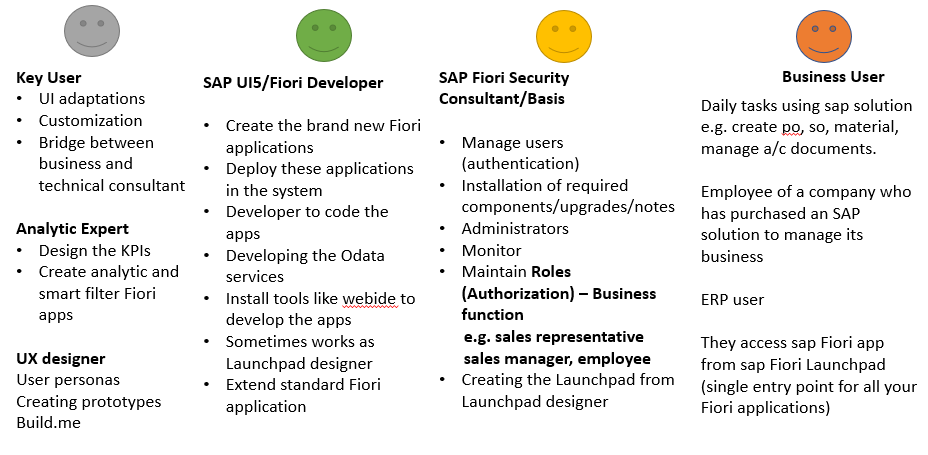 Key User
• UI adaptations
• Customization
• Bridge between
business and
technical consultant
Analytic Expert
• Design the KPIs
• Create analytic and
smart filter Fiori
apps
UX designer
User personas
Creating prototypes
Build.me
SAP UI5/Fiori Developer
• Create the brand new Fiori
applications
• Deploy these applications
in the system
• Developer to code the
apps
• Developing the Odata
services
• Install tools like webide to
develop the apps
• Sometimes works as
Launchpad designer
• Extend standard Fiori
application
SAP Fiori Security
Consultant/Basis
• Manage users
(authentication)
• Installation of required
components/upgrades/notes
• Administrators
• Monitor
• Maintain Roles
(Authorization) – Business
function
e.g. sales representative
sales manager, employee
• Creating the Launchpad from
Launchpad designer
Business User
Daily tasks using sap solution
e.g. create po, so, material,
manage a/c documents.
Employee of a company who
has purchased an SAP
solution to manage its
business
ERP user
They access sap Fiori app
from sap Fiori Launchpad
(single entry point for all your
Fiori applications)